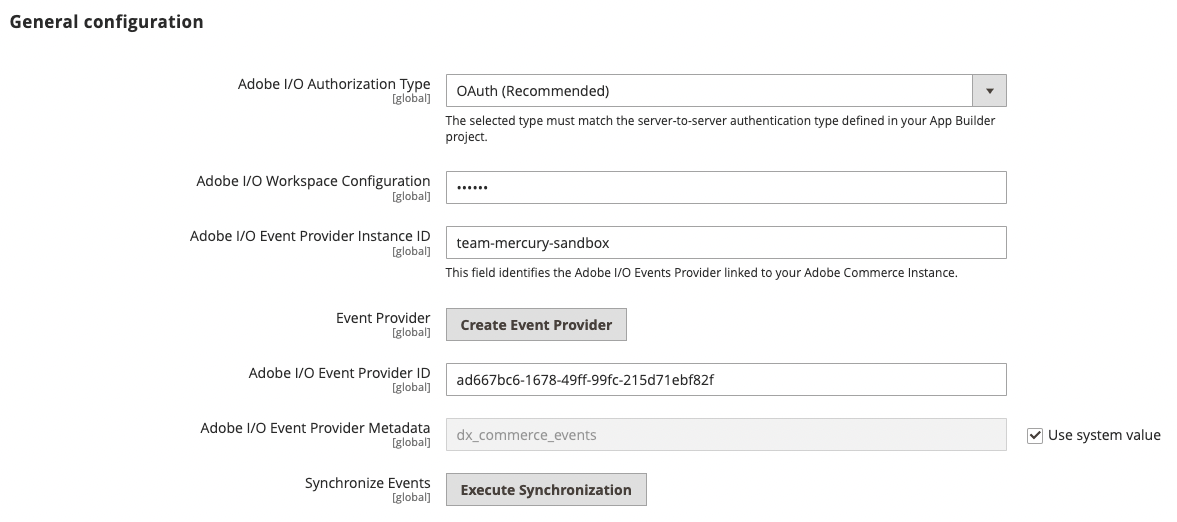 General configuration
Adobe I/O Authorization Type
[global]
OAuth (Recommended)
The selected type must match the server-to-server authentication type defined in your App Builder
project.
Adobe I/O Workspace Configuration
[global]
••••••
Adobe I/O Event Provider Instance ID
[global]
team-mercury-sandbox
This field identifies the Adobe I/O Events Provider linked to your Adobe Commerce Instance.
Event Provider
[global]
Create Event Provider
Adobe I/O Event Provider ID
[global]
ad667bc6-1678-49ff-99fc-215d71ebf82f
Adobe I/O Event Provider Metadata
[global]
dx_commerce_events
Use system value
Synchronize Events
[global]
Execute Synchronization